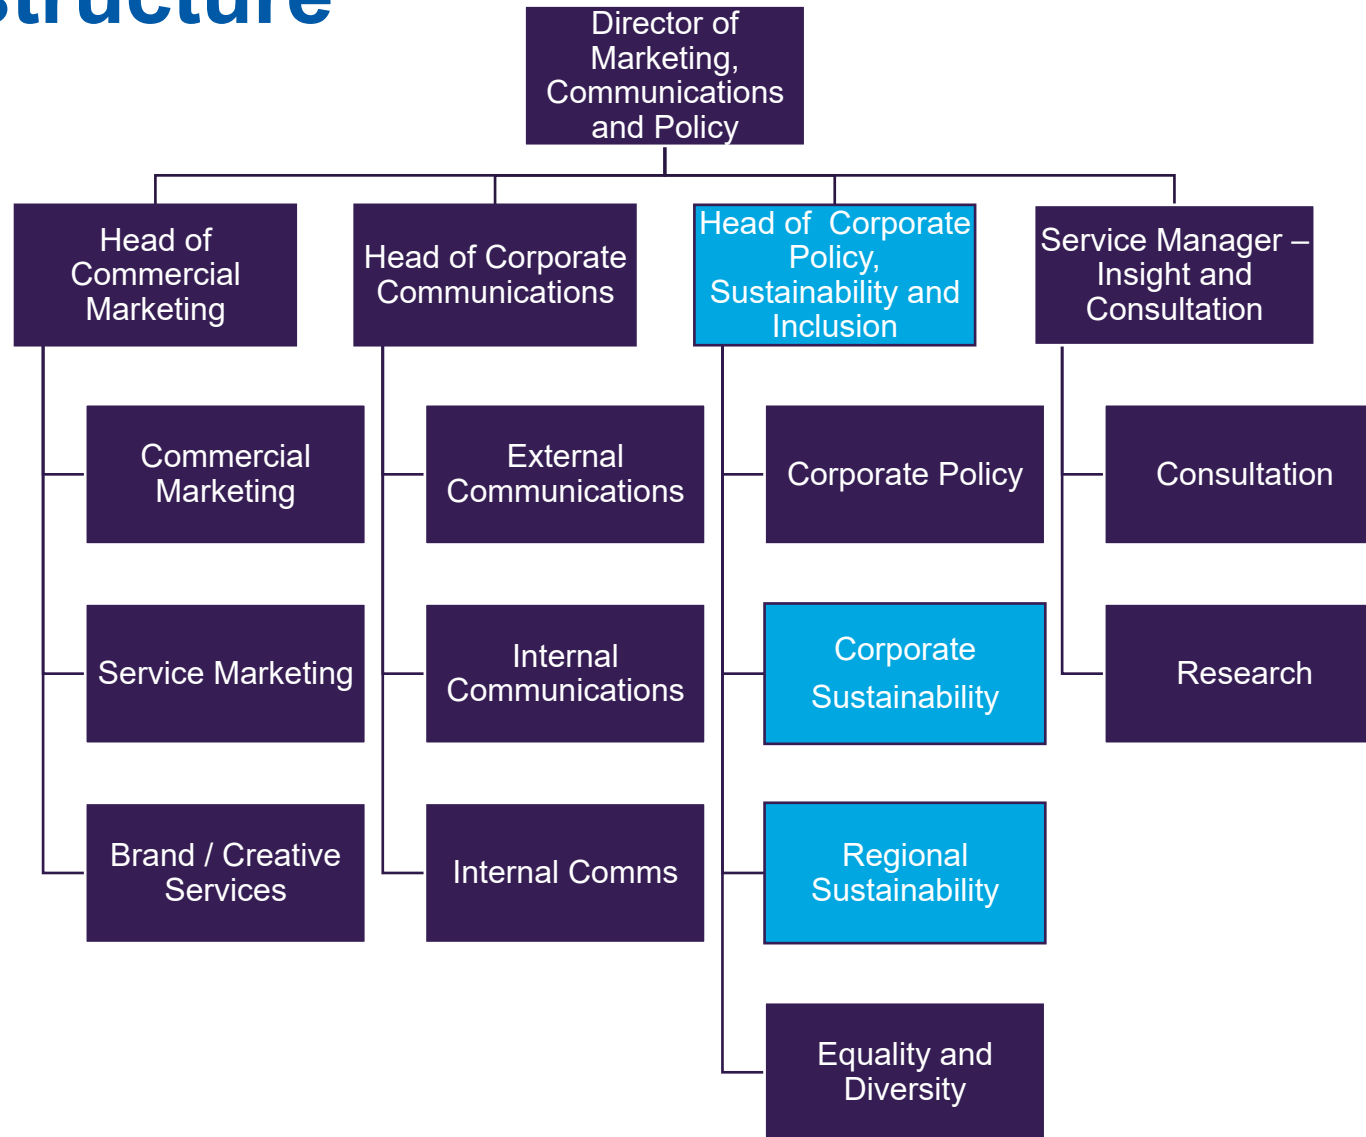 structure
Director of
Marketing,
Communications
and Policy
Head of
Commercial
Marketing
Head of Corporate
Communications
Head of  Corporate
Policy,
Sustainability and
Inclusion
Service Manager –
Insight and
Consultation
Commercial
Marketing
External
Communications
Corporate Policy
Consultation
Service Marketing
Internal
Communications
Corporate
Sustainability
Research
Brand / Creative
Services
Internal Comms
Regional
Sustainability
Equality and
Diversity